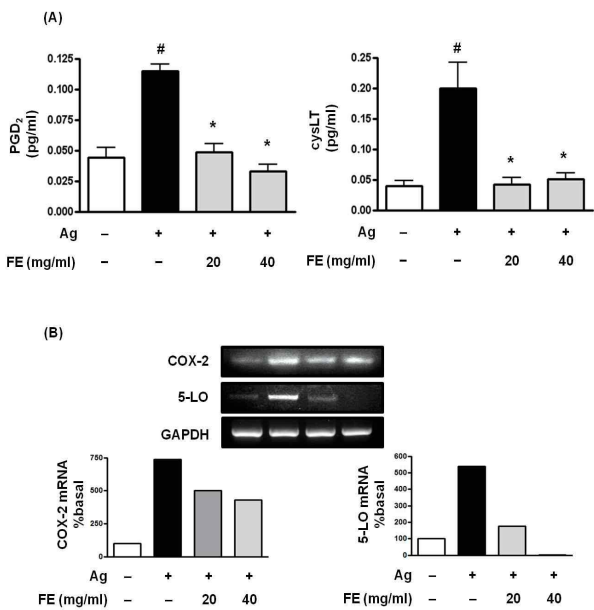 (A)
PGD2 (pg/ml)
0.125
0.100
0.075
0.050
0.025
0.000
#
*
*
Ag – + + +
FE (mg/ml) – – 20 40
cysLT (pg/ml)
0.25
0.20
0.15
0.10
0.05
0.00
#
*
*
Ag – + + +
FE (mg/ml) – – 20 40
(B)
COX-2
5-LO
GAPDH
COX-2 mRNA %basal
750
500
250
0
Ag – + + +
FE (mg/ml) – – 20 40
5-LO mRNA %basal
600
500
400
300
200
100
0
Ag – + + +
FE (mg/ml) – – 20 40